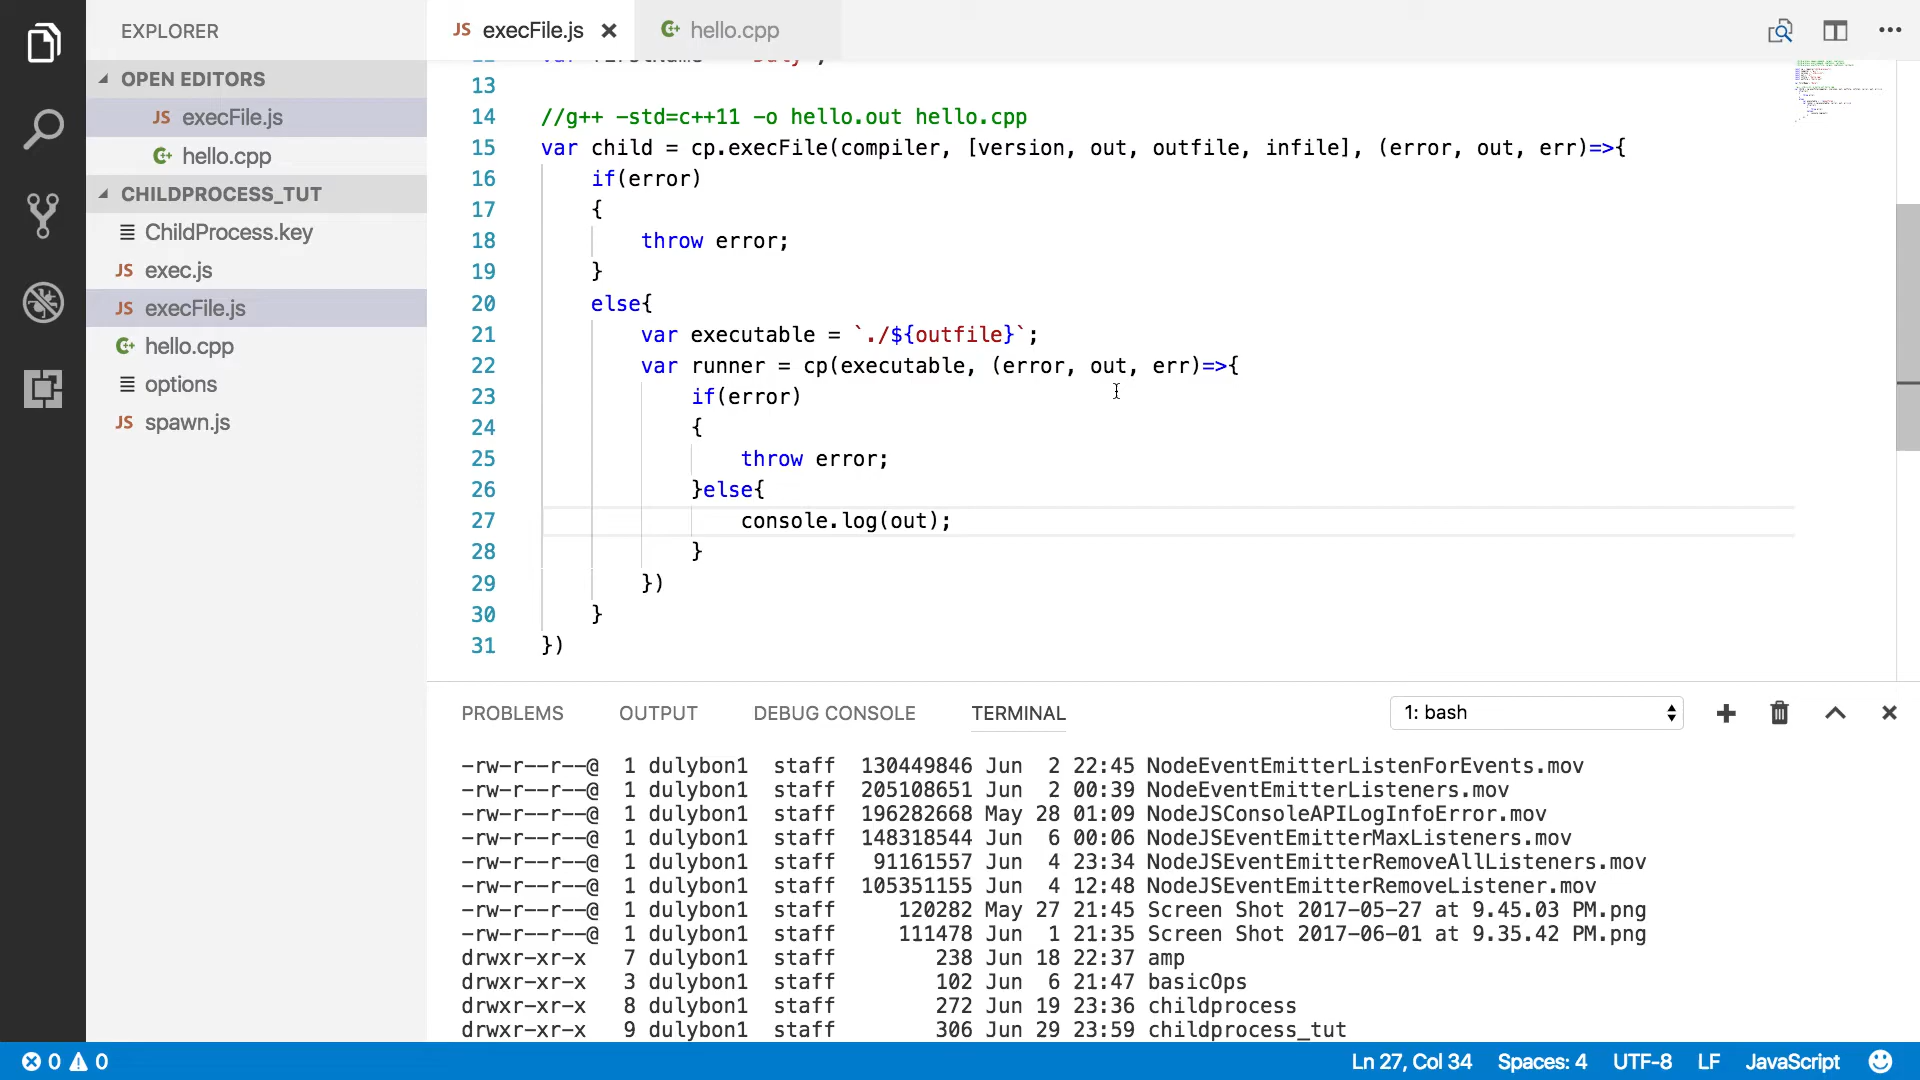 EXPLORER
OPEN EDITORS
JS execFile.js
hello.cpp
CHILDPROCESS_TUT
ChildProcess.key
JS exec.js
JS execFile.js
hello.cpp
options
JS spawn.js
JS execFile.js
hello.cpp
13
14 //g++ -std=c++11 -o hello.out hello.cpp
15 var child = cp.execFile(compiler, [version, out, outfile, infile], (error, out, err)=>{
16 if(error)
17 {
18 throw error;
19 }
20 else{
21 var executable = `./${outfile}`;
22 var runner = cp(executable, (error, out, err)=>{
23 if(error)
24 {
25 throw error;
26 }else{
27 console.log(out);
28 }
29 })
30 }
31 })
PROBLEMS OUTPUT DEBUG CONSOLE TERMINAL 1: bash
-rw-r--r--@ 1 dulybon1 staff 130449846 Jun 2 22:45 NodeEventEmitterListenForEvents.mov
-rw-r--r--@ 1 dulybon1 staff 205108651 Jun 2 00:39 NodeEventEmitterListeners.mov
-rw-r--r--@ 1 dulybon1 staff 196282668 May 28 01:09 NodeJSConsoleAPILogInfoError.mov
-rw-r--r--@ 1 dulybon1 staff 148318544 Jun 6 00:06 NodeJSEventEmitterMaxListeners.mov
-rw-r--r--@ 1 dulybon1 staff 91161557 Jun 4 23:34 NodeJSEventEmitterRemoveAllListeners.mov
-rw-r--r--@ 1 dulybon1 staff 105351155 Jun 4 12:48 NodeJSEventEmitterRemoveListener.mov
-rw-r--r--@ 1 dulybon1 staff 120282 May 27 21:45 Screen Shot 2017-05-27 at 9.45.03 PM.png
-rw-r--r--@ 1 dulybon1 staff 111478 Jun 1 21:35 Screen Shot 2017-06-01 at 9.35.42 PM.png
drwxr-xr-x 7 dulybon1 staff 238 Jun 18 22:37 amp
drwxr-xr-x 3 dulybon1 staff 102 Jun 6 21:47 basicOps
drwxr-xr-x 8 dulybon1 staff 272 Jun 19 23:36 childprocess
drwxr-xr-x 9 dulybon1 staff 306 Jun 29 23:59 childprocess_tut
0 0 Ln 27, Col 34 Spaces: 4 UTF-8 LF JavaScript